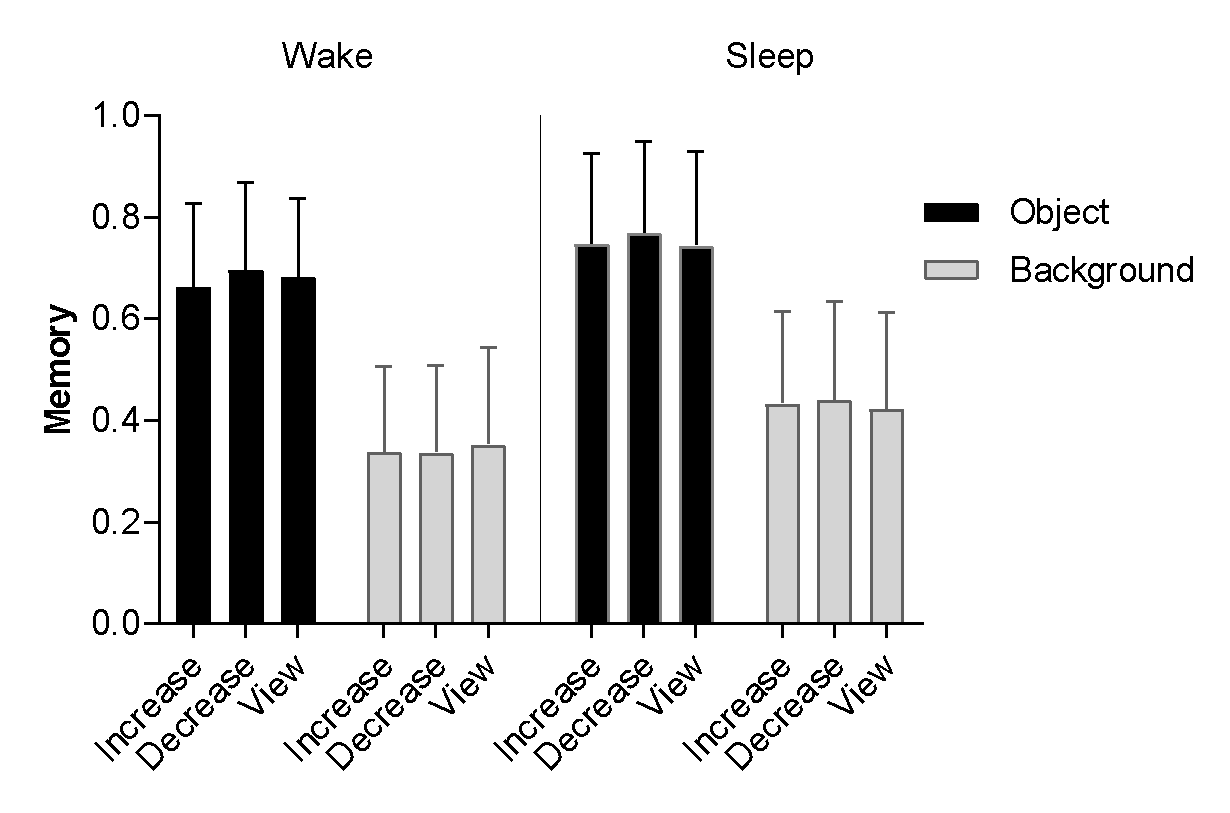 Wake
Sleep
1.0
0.8
0.6
0.4
0.2
0.0
Memory
Object
Background
Increase
Decrease
View
Increase
Decrease
View
Increase
Decrease
View
Increase
Decrease
View